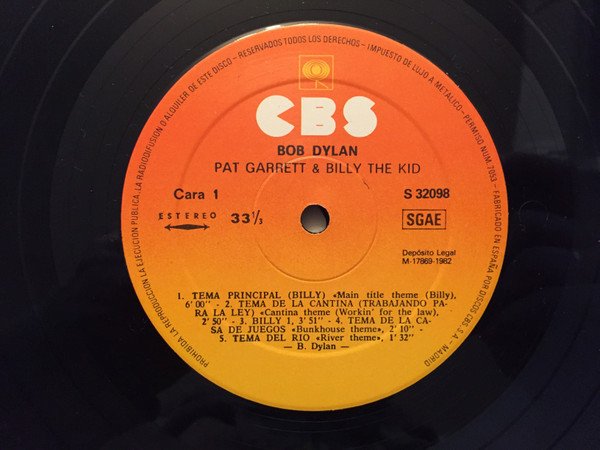 PROHIBIDA LA REPRODUCCION LA EJECUCION PUBLICA-LA RADIODIFUSION O ALQUILER DE ESTE DISCO - RESERVADOS TODOS LOS DERECHOS - IMPUESTO DE LUJO A METALICO - PERMISO NUM. 7053 - FABRICADO EN ESPAÑA POR DISCOS CBS S.A - MADRID
CBS
BOB DYLAN
PAT GARRETT & BILLY THE KID
Cara 1
S 32098
ESTEREO
33 1/3
SGAE
Depósito Legal
M-17869-1982
1. TEMA PRINCIPAL (BILLY) «Main title theme (Billy),
6' 00" - 2. TEMA DE LA CANTINA (TRABAJANDO PA-
RA LA LEY) «Cantina theme (Workin' for the law),
2' 50" - 3. BILLY 1, 3' 51" - 4. TEMA DE LA CA-
SA DE JUEGOS «Bunkhouse theme», 2' 10" -
5. TEMA DEL RIO «River theme», 1' 32"
— B. Dylan —